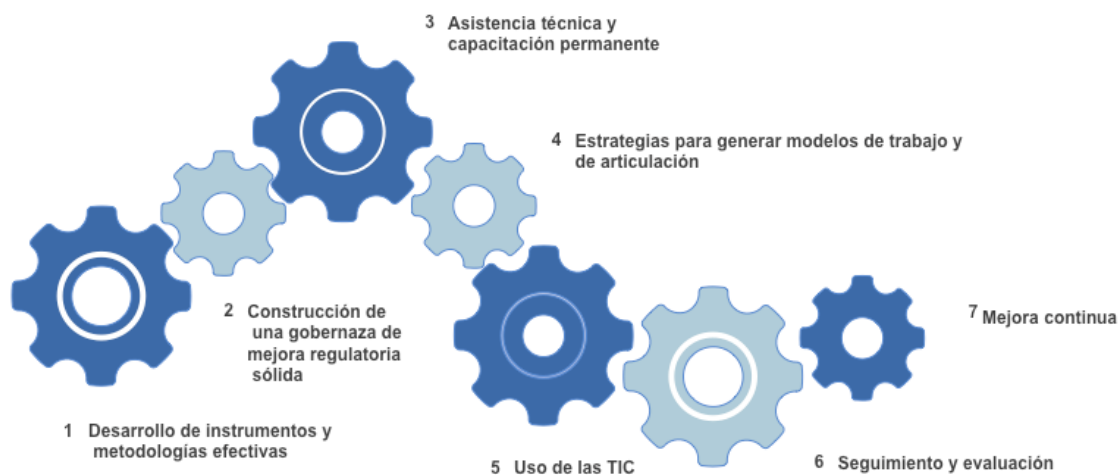 1 Desarrollo de instrumentos y
metodologías efectivas
2 Construcción de
una gobernaza de
mejora regulatoria
sólida
3 Asistencia técnica y
capacitación permanente
4 Estrategias para generar modelos de trabajo y
de articulación
5 Uso de las TIC
6 Seguimiento y evaluación
7 Mejora continua